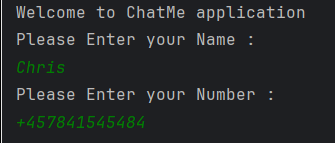 Welcome to ChatMe application
Please Enter your Name :
Chris
Please Enter your Number :
+457841545484